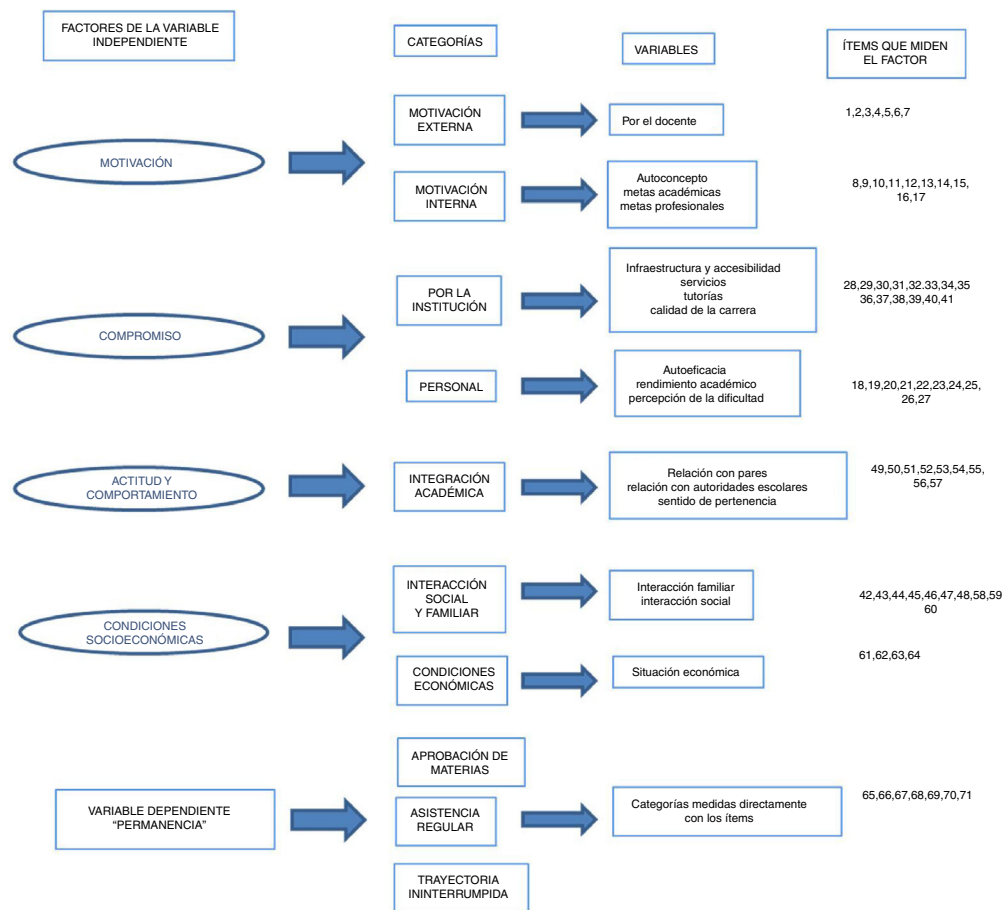 FACTORES DE LA VARIABLE
INDEPENDIENTE
CATEGORÍAS
VARIABLES
ÍTEMS QUE MIDEN
EL FACTOR
MOTIVACIÓN
MOTIVACIÓN
EXTERNA
Por el docente
1,2,3,4,5,6,7
MOTIVACIÓN
INTERNA
Autoconcepto
metas académicas
metas profesionales
8,9,10,11,12,13,14,15,
16,17
COMPROMISO
POR LA
INSTITUCIÓN
Infraestructura y accesibilidad
servicios
tutorías
calidad de la carrera
28,29,30,31,32.33,34,35
36,37,38,39,40,41
PERSONAL
Autoeficacia
rendimiento académico
percepción de la dificultad
18,19,20,21,22,23,24,25,
26,27
ACTITUD Y
COMPORTAMIENTO
INTEGRACIÓN
ACADÉMICA
Relación con pares
relación con autoridades escolares
sentido de pertenencia
49,50,51,52,53,54,55,
56,57
CONDICIONES
SOCIOECONÓMICAS
INTERACCIÓN
SOCIAL
Y FAMILIAR
Interacción familiar
interacción social
42,43,44,45,46,47,48,58,59
60
CONDICIONES
ECONÓMICAS
Situación económica
61,62,63,64
VARIABLE DEPENDIENTE
“PERMANENCIA”
APROBACIÓN DE
MATERIAS
ASISTENCIA
REGULAR
Categorías medidas directamente
con los ítems
65,66,67,68,69,70,71
TRAYECTORIA
ININTERRUMPIDA